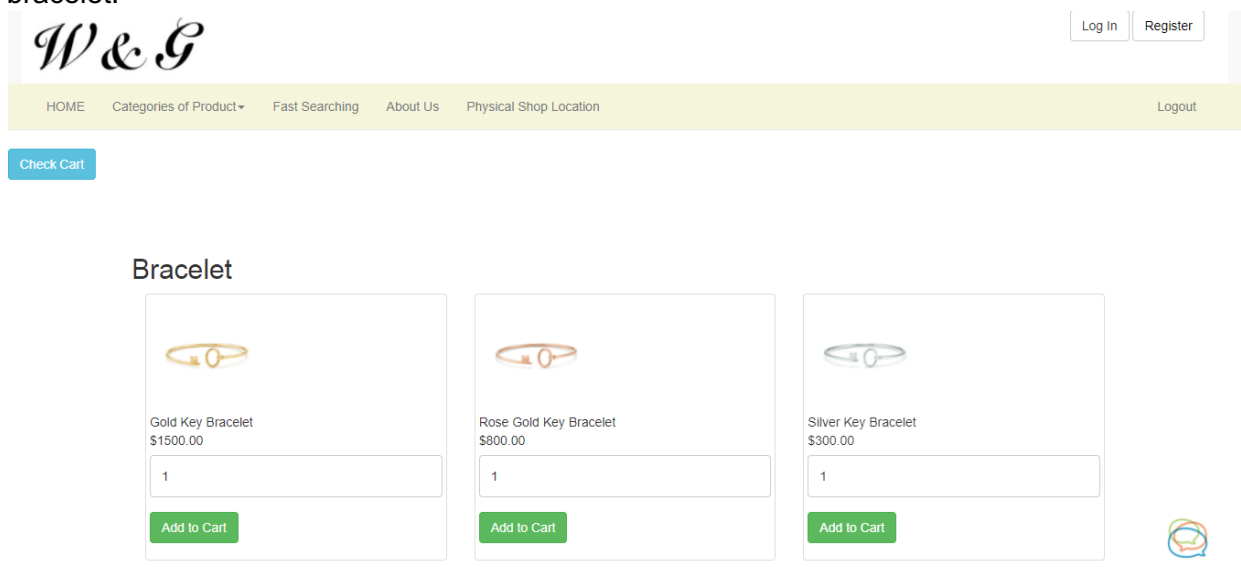 bracelet.
W & G
Log In Register
HOME Categories of Product Fast Searching About Us Physical Shop Location Logout
Check Cart
Bracelet
Gold Key Bracelet
$1500.00
1
Add to Cart
Rose Gold Key Bracelet
$800.00
1
Add to Cart
Silver Key Bracelet
$300.00
1
Add to Cart